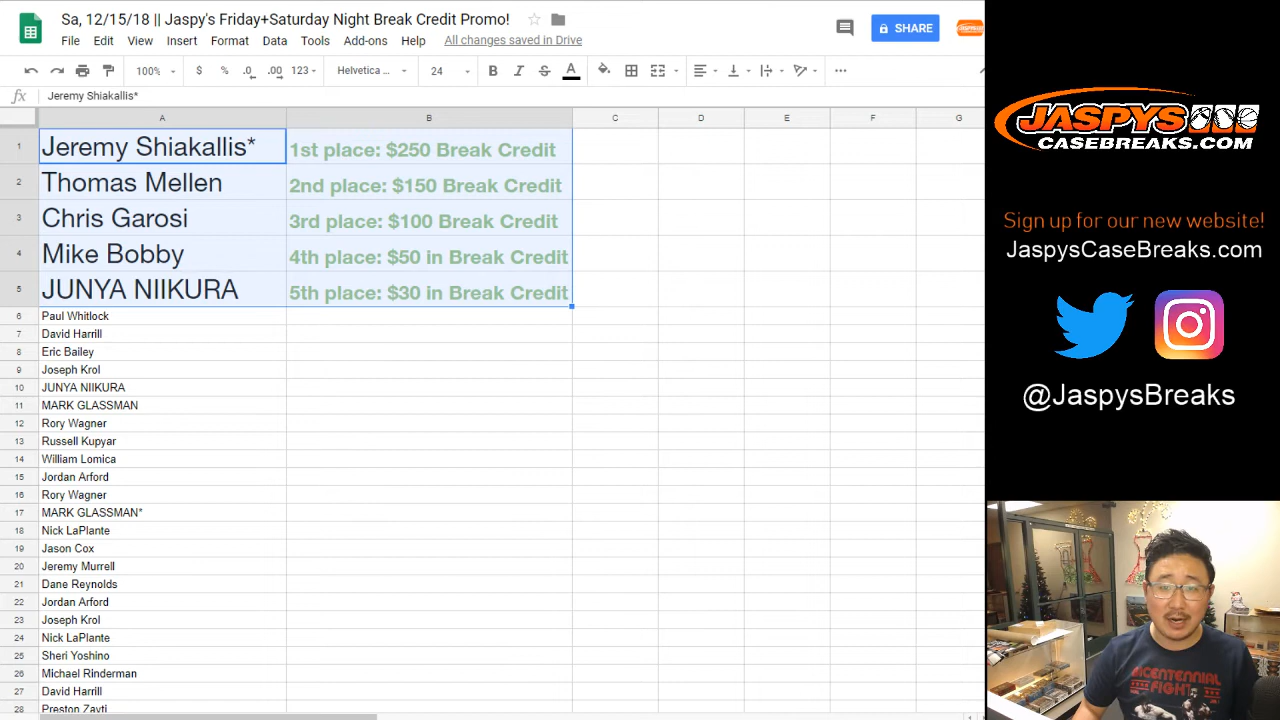 Sa, 12/15/18 || Jaspy's Friday+Saturday Night Break Credit Promo!
File Edit View Insert Format Data Tools Add-ons Help All changes saved in Drive
SHARE
100% $ % .0 .00 123 Helvetica ... 24 B I S A
fx Jeremy Shiakallis*
A B C D E F G
1 Jeremy Shiakallis* 1st place: $250 Break Credit
2 Thomas Mellen 2nd place: $150 Break Credit
3 Chris Garosi 3rd place: $100 Break Credit
4 Mike Bobby 4th place: $50 in Break Credit
5 JUNYA NIIKURA 5th place: $30 in Break Credit
6 Paul Whitlock
7 David Harrill
8 Eric Bailey
9 Joseph Krol
10 JUNYA NIIKURA
11 MARK GLASSMAN
12 Rory Wagner
13 Russell Kupyar
14 William Lomica
15 Jordan Arford
16 Rory Wagner
17 MARK GLASSMAN*
18 Nick LaPlante
19 Jason Cox
20 Jeremy Murrell
21 Dane Reynolds
22 Jordan Arford
23 Joseph Krol
24 Nick LaPlante
25 Sheri Yoshino
26 Michael Rinderman
27 David Harrill
28 Preston Zayti
JASPYS
CASEBREAKS.COM
Sign up for our new website!
JaspysCaseBreaks.com
@JaspysBreaks
BICENTENNIAL
FIGHT